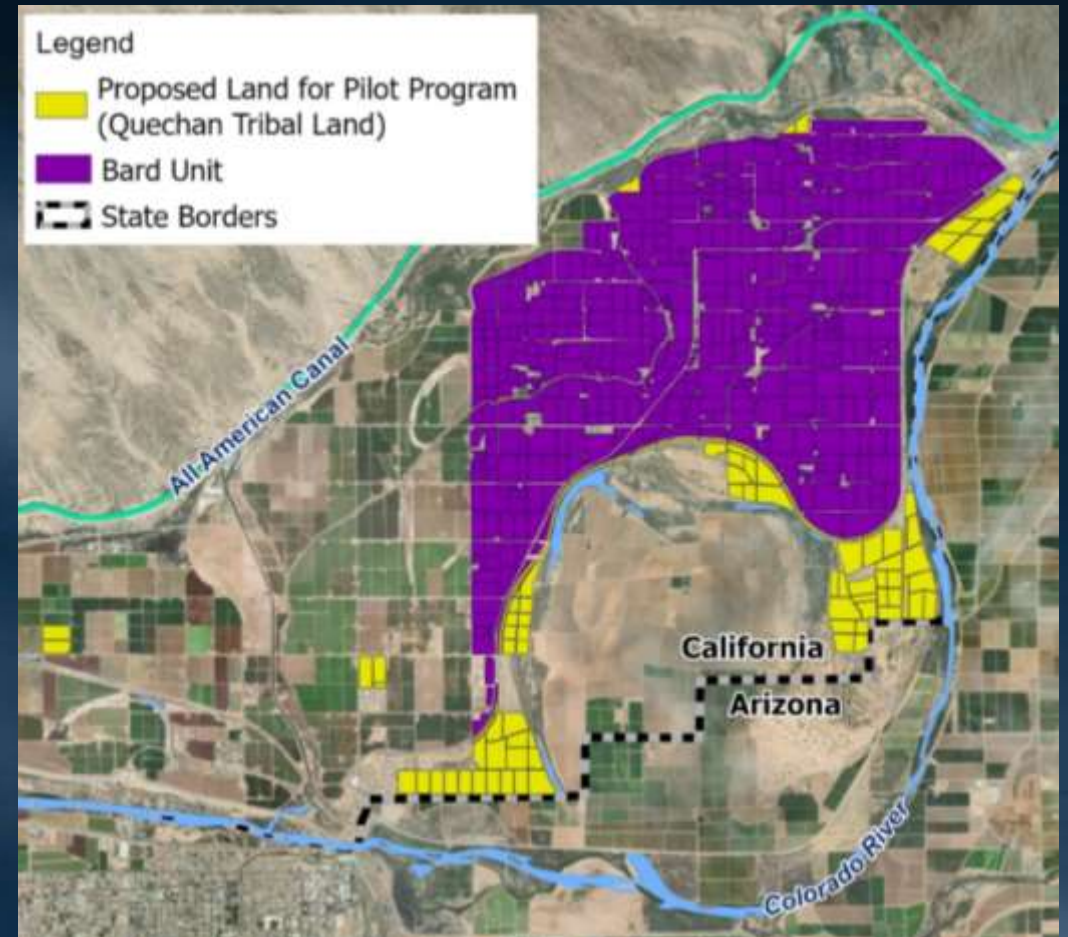 Legend
Proposed Land for Pilot Program
(Quechan Tribal Land)
Bard Unit
State Borders
All American Canal
California
Arizona
Colorado River